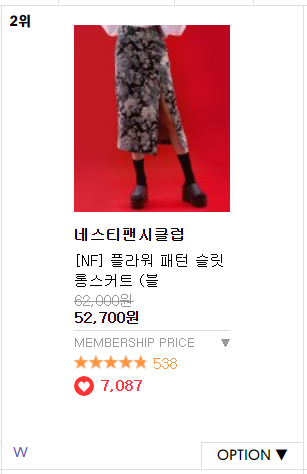 2위
네스티팬시클럽
[NF] 플라워 패턴 슬릿
롱스커트 (블
62,000원
52,700원
MEMBERSHIP PRICE ▼
538
7,087
W
OPTION ▼